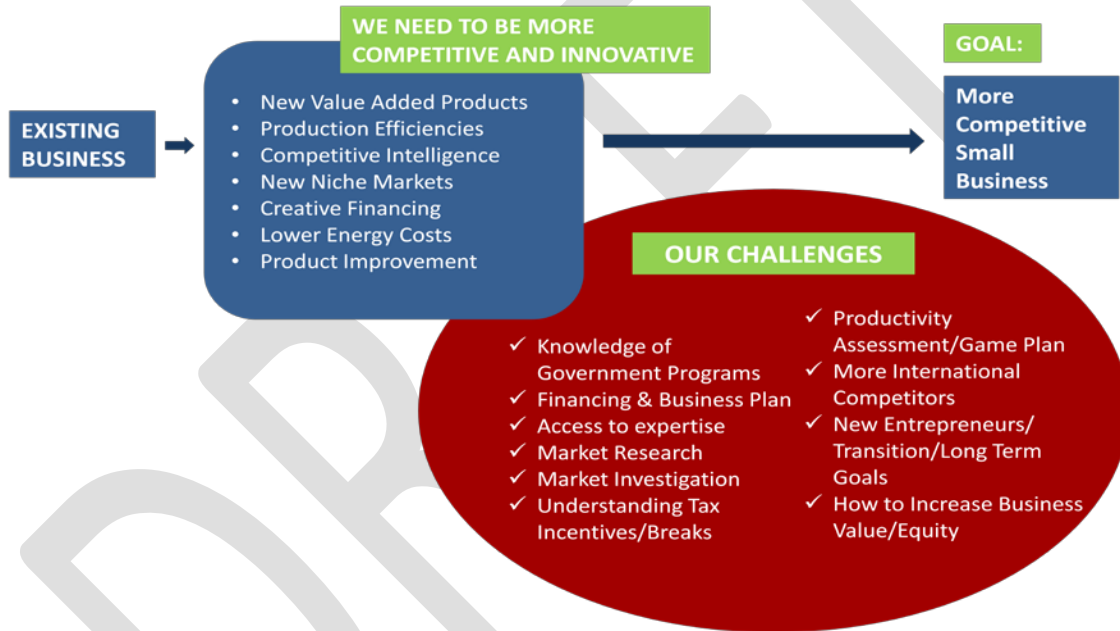 WE NEED TO BE MORE
COMPETITIVE AND INNOVATIVE
EXISTING
BUSINESS
• New Value Added Products
• Production Efficiencies
• Competitive Intelligence
• New Niche Markets
• Creative Financing
• Lower Energy Costs
• Product Improvement
GOAL:
More
Competitive
Small
Business
OUR CHALLENGES
✓ Knowledge of
Government Programs
✓ Financing & Business Plan
✓ Access to expertise
✓ Market Research
✓ Market Investigation
✓ Understanding Tax
Incentives/Breaks
✓ Productivity
Assessment/Game Plan
✓ More International
Competitors
✓ New Entrepreneurs/
Transition/Long Term
Goals
✓ How to Increase Business
Value/Equity